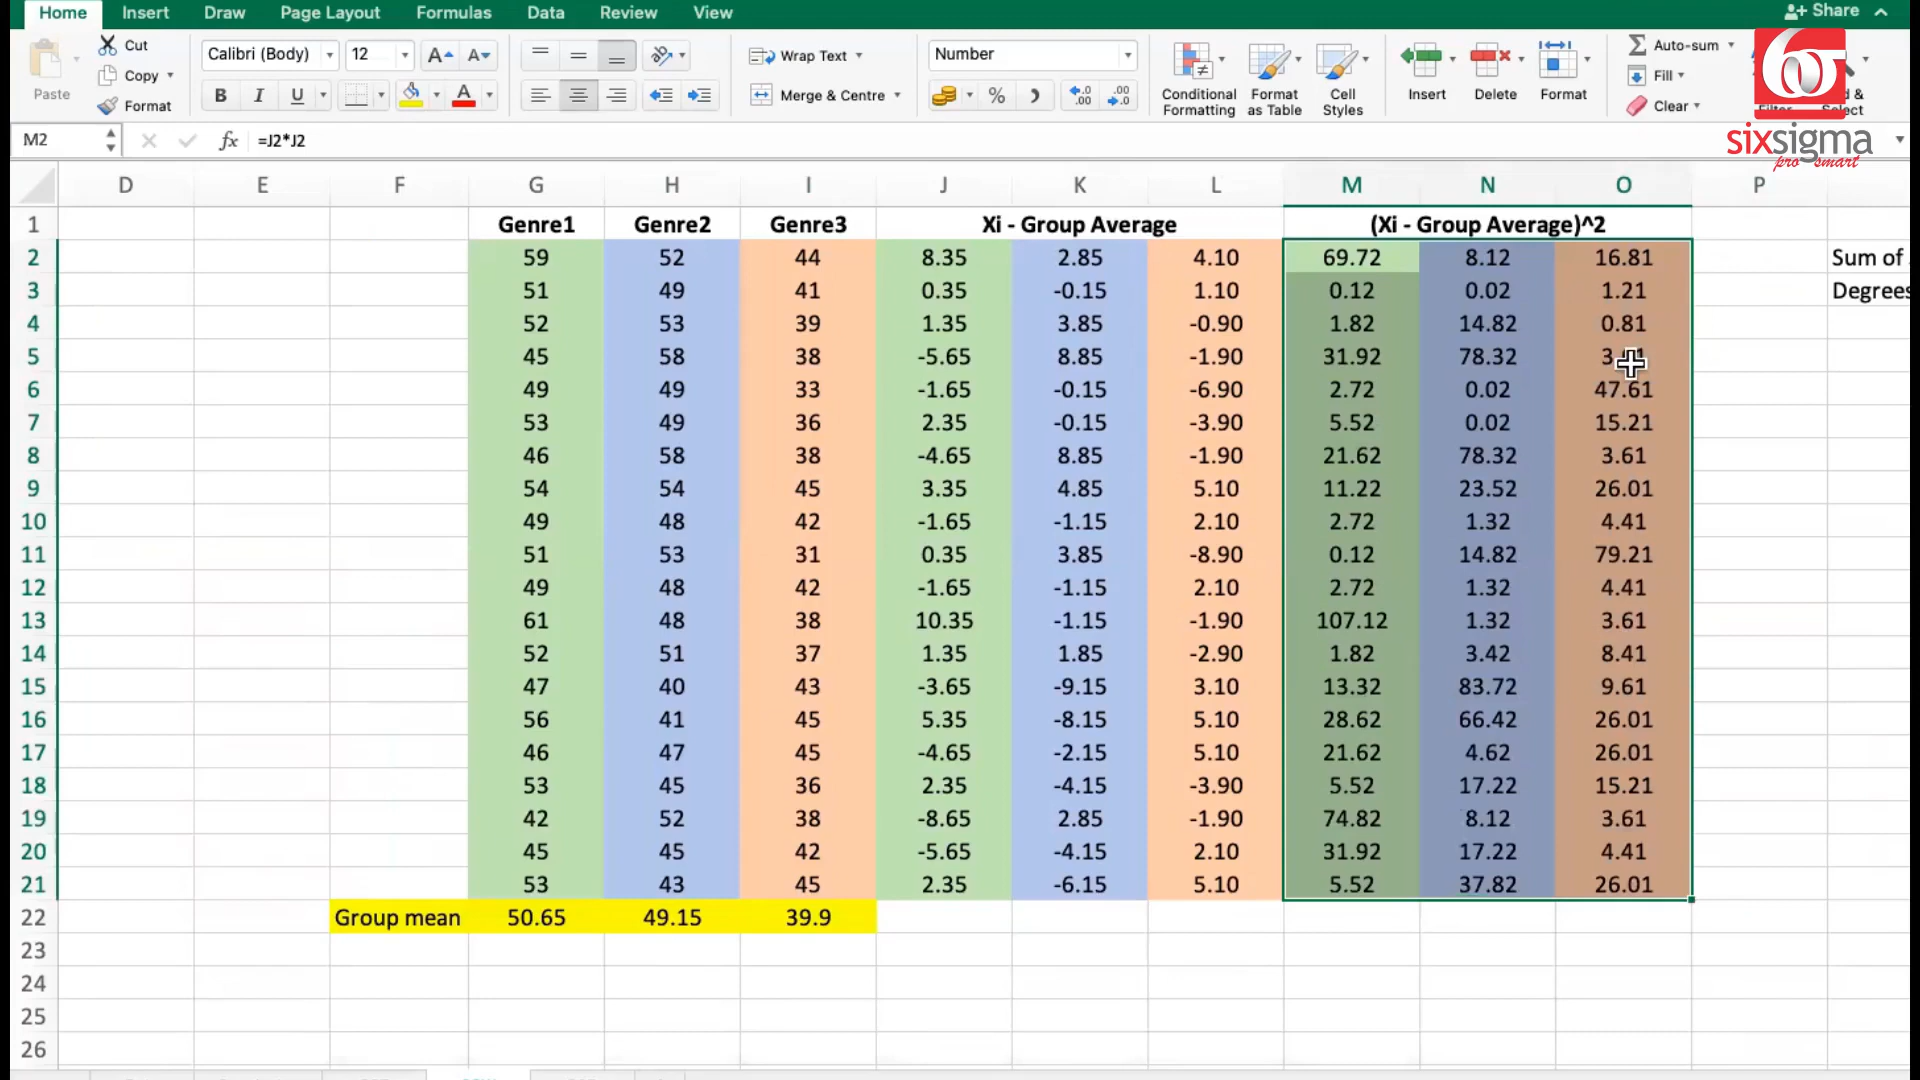 Home Insert Draw Page Layout Formulas Data Review View Share
Cut Calibri (Body) 12 Wrap Text Number Auto-sum
Copy Fill
Paste Format B I U Merge & Centre % Conditional Formatting Format as Table Cell Styles Insert Delete Format Clear
sixsigma
pro smart
M2 fx =J2*J2
D E F G H I J K L M N O P
1 Genre1 Genre2 Genre3 Xi - Group Average (Xi - Group Average)^2
2 59 52 44 8.35 2.85 4.10 69.72 8.12 16.81 Sum of
3 51 49 41 0.35 -0.15 1.10 0.12 0.02 1.21
4 52 53 39 1.35 3.85 -0.90 1.82 14.82 0.81
5 45 58 38 -5.65 8.85 -1.90 31.92 78.32
6 49 49 33 -1.65 -0.15 -6.90 2.72 0.02 47.61
7 53 49 36 2.35 -0.15 -3.90 5.52 0.02 15.21
8 46 58 38 -4.65 8.85 -1.90 21.62 78.32 3.61
9 54 54 45 3.35 4.85 5.10 11.22 23.52 26.01
10 49 48 42 -1.65 -1.15 2.10 2.72 1.32 4.41
11 51 53 31 0.35 3.85 -8.90 0.12 14.82 79.21
12 49 48 42 -1.65 -1.15 2.10 2.72 1.32 4.41
13 61 48 38 10.35 -1.15 -1.90 107.12 1.32 3.61
14 52 51 37 1.35 1.85 -2.90 1.82 3.42 8.41
15 47 40 43 -3.65 -9.15 3.10 13.32 83.72 9.61
16 56 41 45 5.35 -8.15 5.10 28.62 66.42 26.01
17 46 47 45 -4.65 -2.15 5.10 21.62 4.62 26.01
18 53 45 36 2.35 -4.15 -3.90 5.52 17.22 15.21
19 42 52 38 -8.65 2.85 -1.90 74.82 8.12 3.61
20 45 45 42 -5.65 -4.15 2.10 31.92 17.22 4.41
21 53 43 45 2.35 -6.15 5.10 5.52 37.82 26.01
22 Group mean 50.65 49.15 39.9
23
24
25
26